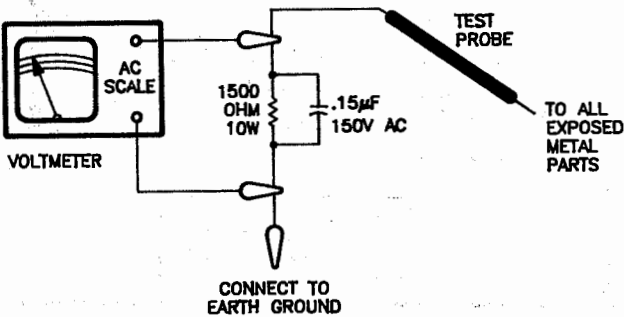 AC
SCALE
VOLTMETER
1500
OHM
10W
.15µF
150V AC
TEST
PROBE
TO ALL
EXPOSED
METAL
PARTS
CONNECT TO
EARTH GROUND